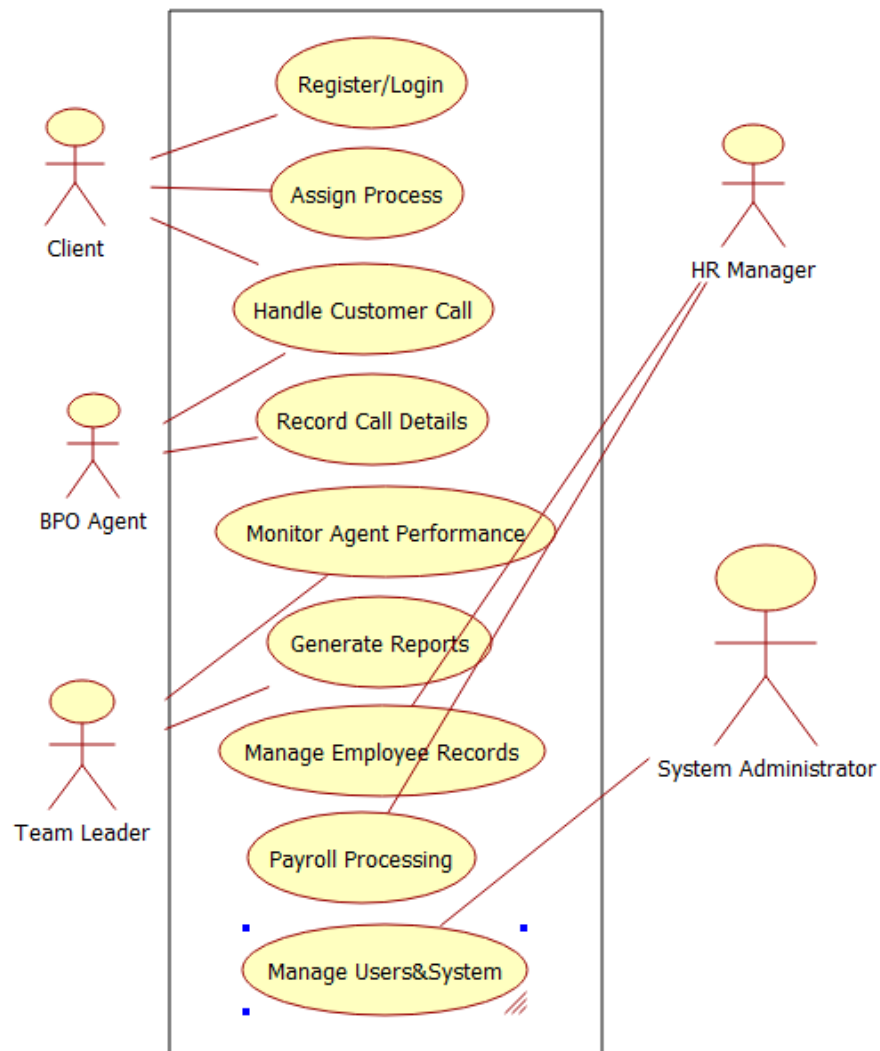 Register/Login
Assign Process
Client
HR Manager
Handle Customer Call
Record Call Details
BPO Agent
Monitor Agent Performance
Generate Reports
Manage Employee Records
System Administrator
Team Leader
Payroll Processing
Manage Users&System